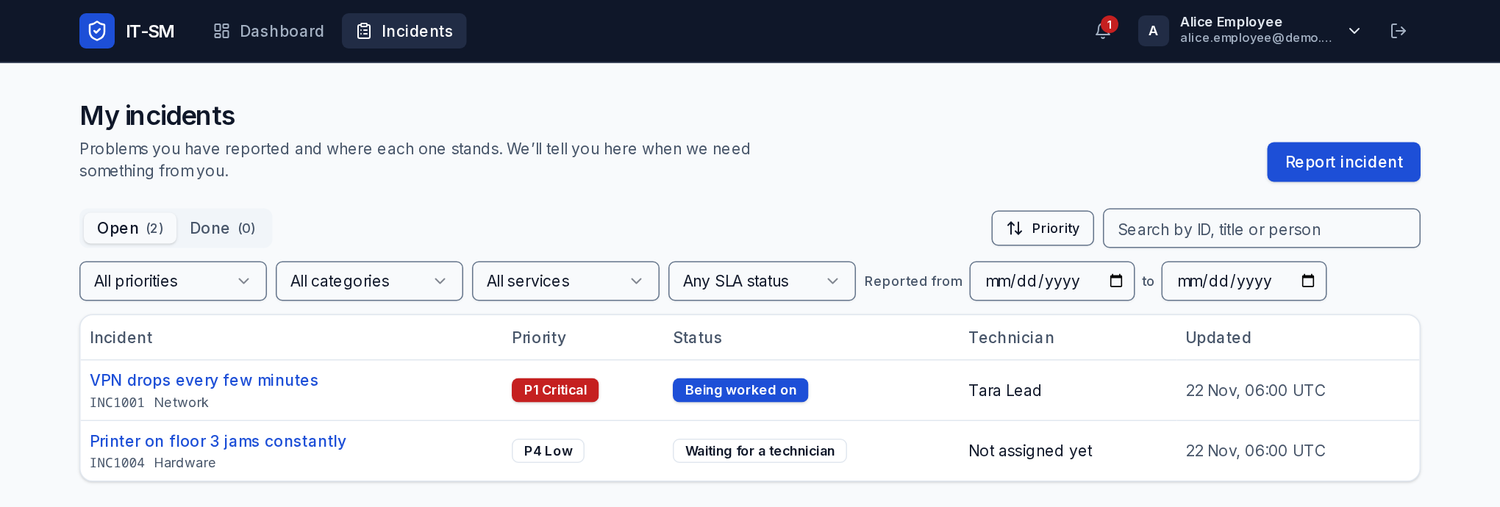 IT-SM
Dashboard
Incidents
1
A
Alice Employee
alice.employee@demo....
My incidents
Problems you have reported and where each one stands. We’ll tell you here when we need
something from you.
Report incident
Open (2)
Done (0)
Priority
Search by ID, title or person
All priorities
All categories
All services
Any SLA status
Reported from
mm/dd/yyyy
to
mm/dd/yyyy
Incident Priority Status Technician Updated
VPN drops every few minutes
INC1001 Network
P1 Critical
Being worked on
Tara Lead
22 Nov, 06:00 UTC
Printer on floor 3 jams constantly
INC1004 Hardware
P4 Low
Waiting for a technician
Not assigned yet
22 Nov, 06:00 UTC